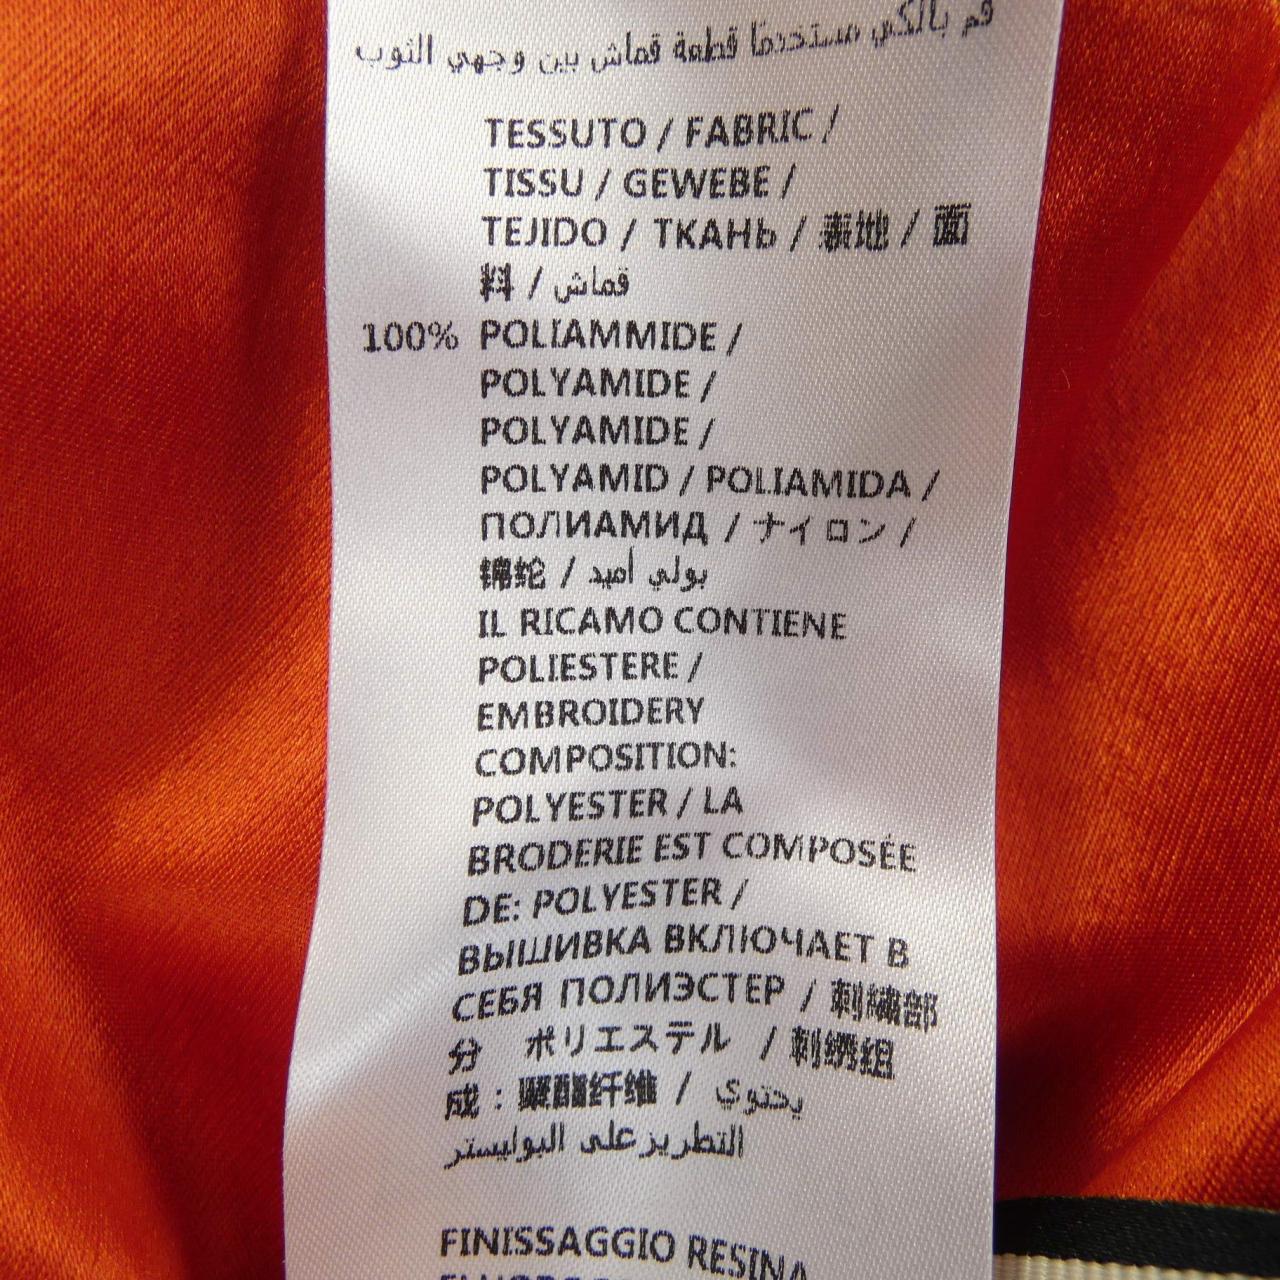 قم بالكي مستخدمًا قطعة قماش بين وجهي الثوب
TESSUTO / FABRIC /
TISSU / GEWEBE /
TEJIDO / ТКАНЬ / 表地 / 面
料 / قماش
100% POLIAMMIDE /
POLYAMIDE /
POLYAMIDE /
POLYAMID / POLIAMIDA /
ПОЛИАМИД / ナイロン /
锦纶 / بولي أميد
IL RICAMO CONTIENE
POLIESTERE /
EMBROIDERY
COMPOSITION:
POLYESTER / LA
BRODERIE EST COMPOSÉE
DE: POLYESTER /
ВЫШИВКА ВКЛЮЧАЕТ В
СЕБЯ ПОЛИЭСТЕР / 刺繍部
分 ポリエステル / 刺绣组
成：聚酯纤维 / يحتوي
التطريز على البوليستر
FINISSAGGIO RESINA